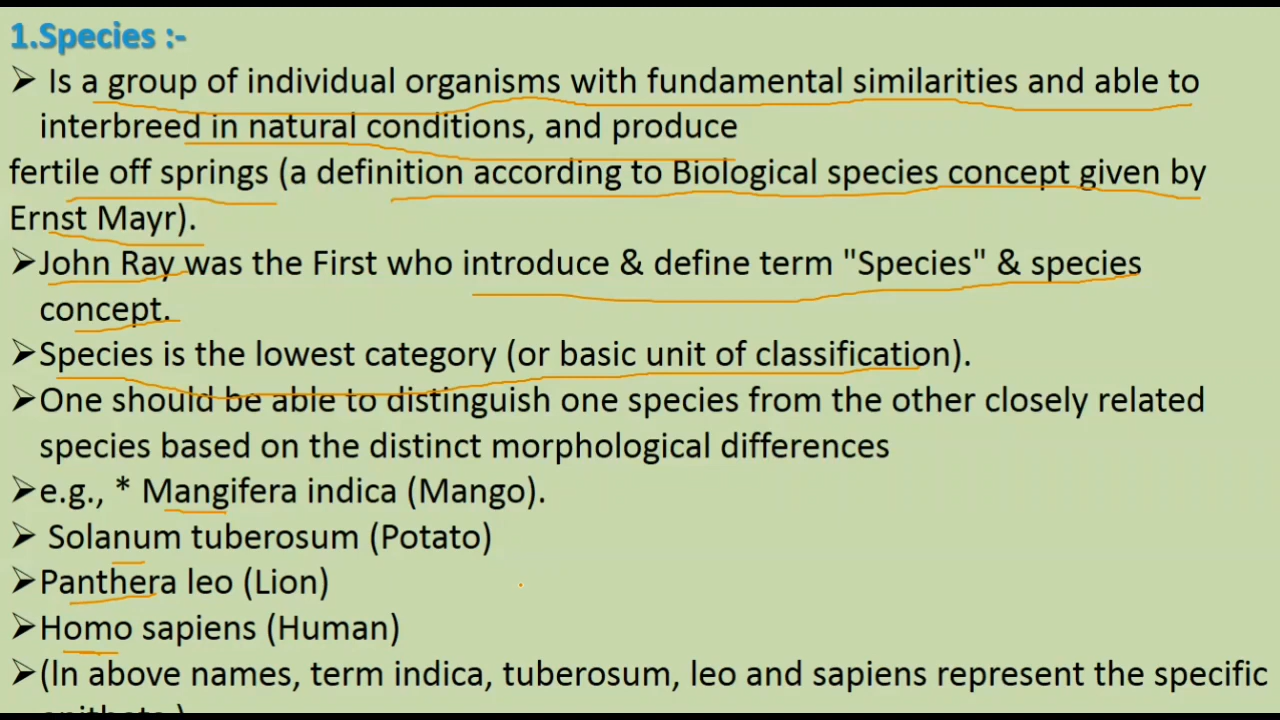 1.Species :-
➢ Is a group of individual organisms with fundamental similarities and able to
interbreed in natural conditions, and produce
fertile off springs (a definition according to Biological species concept given by
Ernst Mayr).
➢John Ray was the First who introduce & define term "Species" & species
concept.
➢Species is the lowest category (or basic unit of classification).
➢One should be able to distinguish one species from the other closely related
species based on the distinct morphological differences
➢e.g., * Mangifera indica (Mango).
➢ Solanum tuberosum (Potato)
➢Panthera leo (Lion)
➢Homo sapiens (Human)
➢(In above names, term indica, tuberosum, leo and sapiens represent the specific